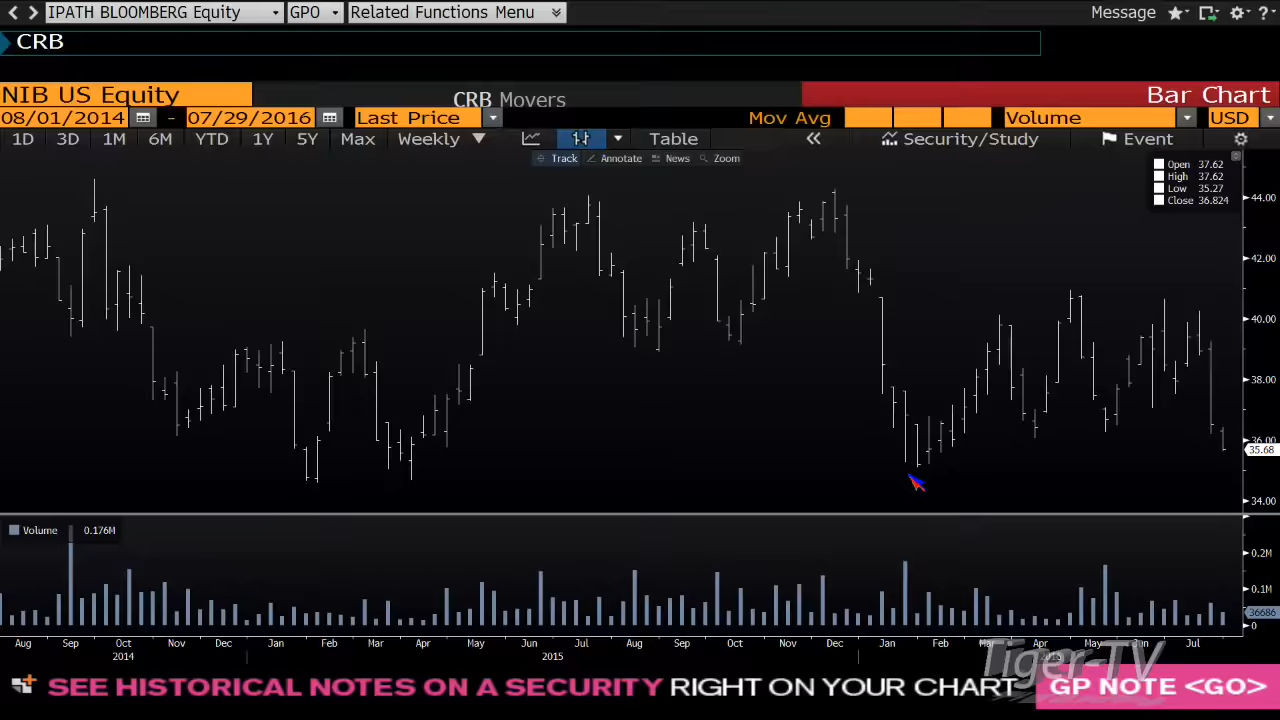 IPATH BLOOMBERG Equity GPO Related Functions Menu Message ?
CRB
NIB US Equity CRB Movers Bar Chart
08/01/2014 - 07/29/2016 Last Price Mov Avg Volume USD
1D 3D 1M 6M YTD 1Y 5Y Max Weekly Table « Security/Study Event
Track Annotate News Zoom
Open 37.62
High 37.62
Low 35.27
Close 36.824
44.00
42.00
40.00
38.00
36.00
35.68
34.00
Volume 0.176M
0.2M
0.1M
36686
0
Aug Sep Oct Nov Dec Jan Feb Mar Apr May Jun Jul Aug Sep Oct Nov Dec Jan Feb Mar Apr May Jun Jul
2014 2015 2016
Tiger-TV
SEE HISTORICAL NOTES ON A SECURITY RIGHT ON YOUR CHART GP NOTE <GO>